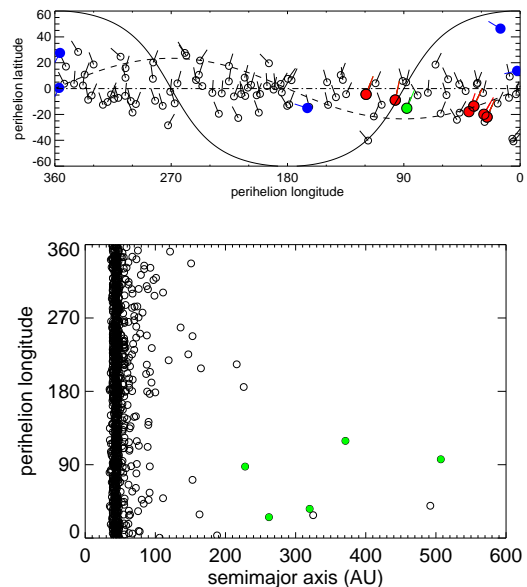 60
40
20
0
-20
-40
-60
perihelion latitude
360 270 180 90 0
perihelion longitude
360
270
180
90
0
perihelion longitude
0 100 200 300 400 500 600
semimajor axis (AU)